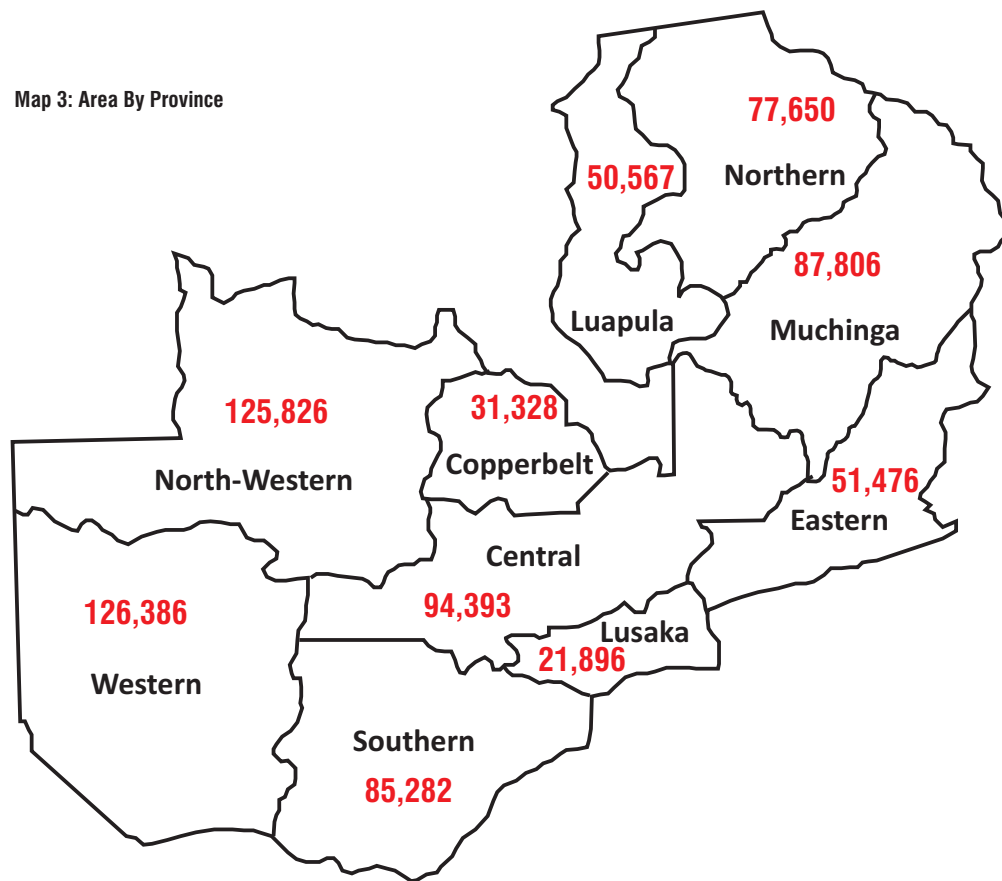 Map 3: Area By Province
77,650
Northern
50,567
Luapula
87,806
Muchinga
125,826
North-Western
31,328
Copperbelt
51,476
Eastern
Central
94,393
126,386
Western
Lusaka
21,896
Southern
85,282